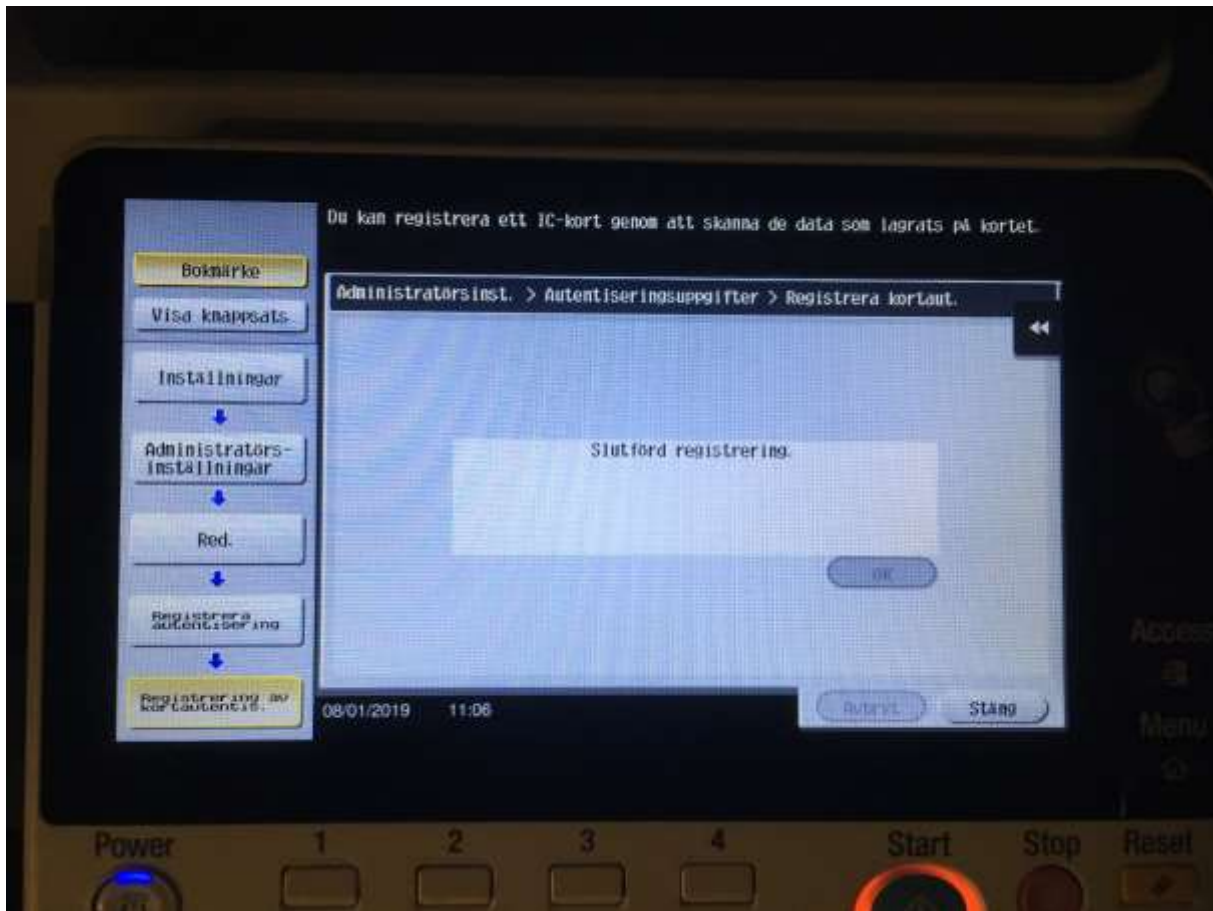 Du kan registrera ett IC-kort genom att skanna de data som lagrats på kortet.
Bokmärke
Visa knappsats
Administratörsinst. > Autentiseringsuppgifter > Registrera kortaut.
Inställningar
Administratörs-
inställningar
Slutförd registrering.
Red.
OK
Registrera
autentisering
Registrering av
kortautentis.
08/01/2019 11:06
Avbryt
Stäng
Access
Menu
Power
1
2
3
4
Start
Stop
Reset